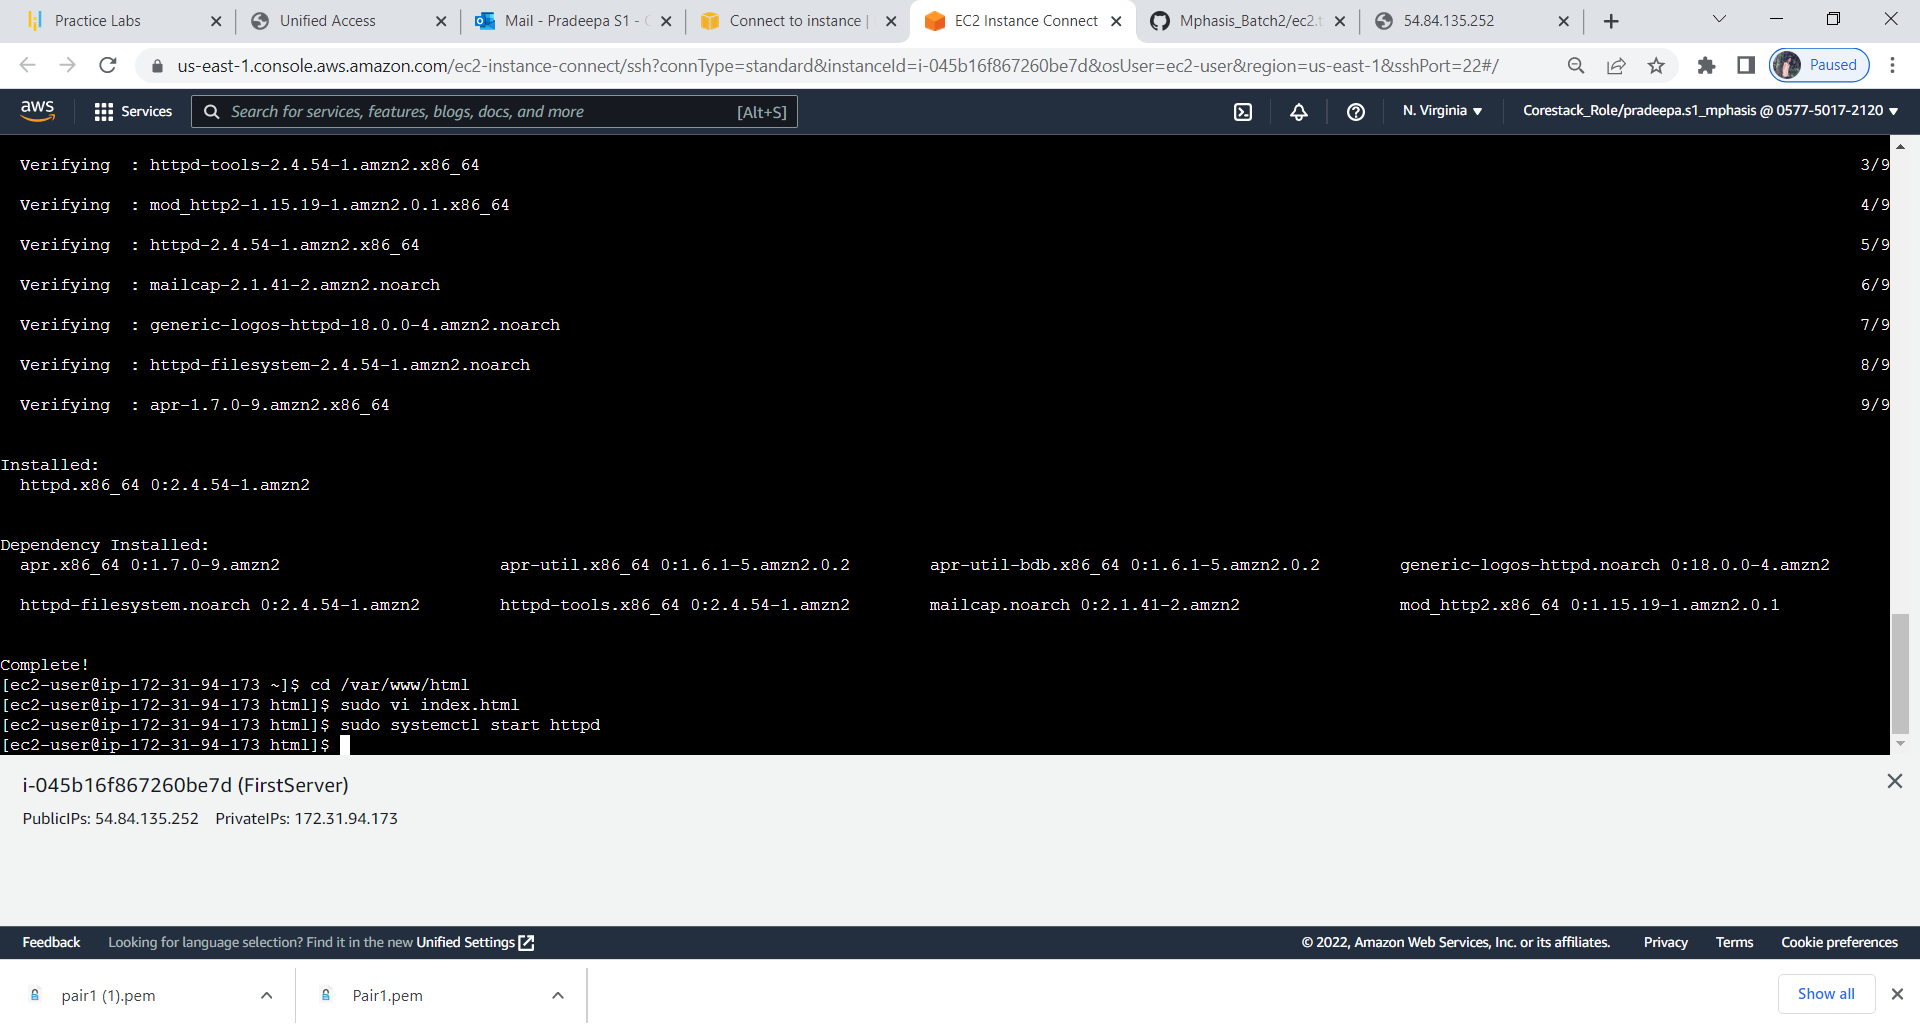 Practice Labs
Unified Access
Mail - Pradeepa S1 -
Connect to instance |
EC2 Instance Connect
Mphasis_Batch2/ec2.t
54.84.135.252
us-east-1.console.aws.amazon.com/ec2-instance-connect/ssh?connType=standard&instanceId=i-045b16f867260be7d&osUser=ec2-user&region=us-east-1&sshPort=22#/
Paused
aws
Services
Search for services, features, blogs, docs, and more
[Alt+S]
N. Virginia
Corestack_Role/pradeepa.s1_mphasis @ 0577-5017-2120
Verifying : httpd-tools-2.4.54-1.amzn2.x86_64 3/9
Verifying : mod_http2-1.15.19-1.amzn2.0.1.x86_64 4/9
Verifying : httpd-2.4.54-1.amzn2.x86_64 5/9
Verifying : mailcap-2.1.41-2.amzn2.noarch 6/9
Verifying : generic-logos-httpd-18.0.0-4.amzn2.noarch 7/9
Verifying : httpd-filesystem-2.4.54-1.amzn2.noarch 8/9
Verifying : apr-1.7.0-9.amzn2.x86_64 9/9
Installed:
httpd.x86_64 0:2.4.54-1.amzn2
Dependency Installed:
apr.x86_64 0:1.7.0-9.amzn2 apr-util.x86_64 0:1.6.1-5.amzn2.0.2 apr-util-bdb.x86_64 0:1.6.1-5.amzn2.0.2 generic-logos-httpd.noarch 0:18.0.0-4.amzn2
httpd-filesystem.noarch 0:2.4.54-1.amzn2 httpd-tools.x86_64 0:2.4.54-1.amzn2 mailcap.noarch 0:2.1.41-2.amzn2 mod_http2.x86_64 0:1.15.19-1.amzn2.0.1
Complete!
[ec2-user@ip-172-31-94-173 ~]$ cd /var/www/html
[ec2-user@ip-172-31-94-173 html]$ sudo vi index.html
[ec2-user@ip-172-31-94-173 html]$ sudo systemctl start httpd
[ec2-user@ip-172-31-94-173 html]$
i-045b16f867260be7d (FirstServer)
PublicIPs: 54.84.135.252 PrivateIPs: 172.31.94.173
Feedback
Looking for language selection? Find it in the new Unified Settings
© 2022, Amazon Web Services, Inc. or its affiliates.
Privacy
Terms
Cookie preferences
pair1 (1).pem
Pair1.pem
Show all